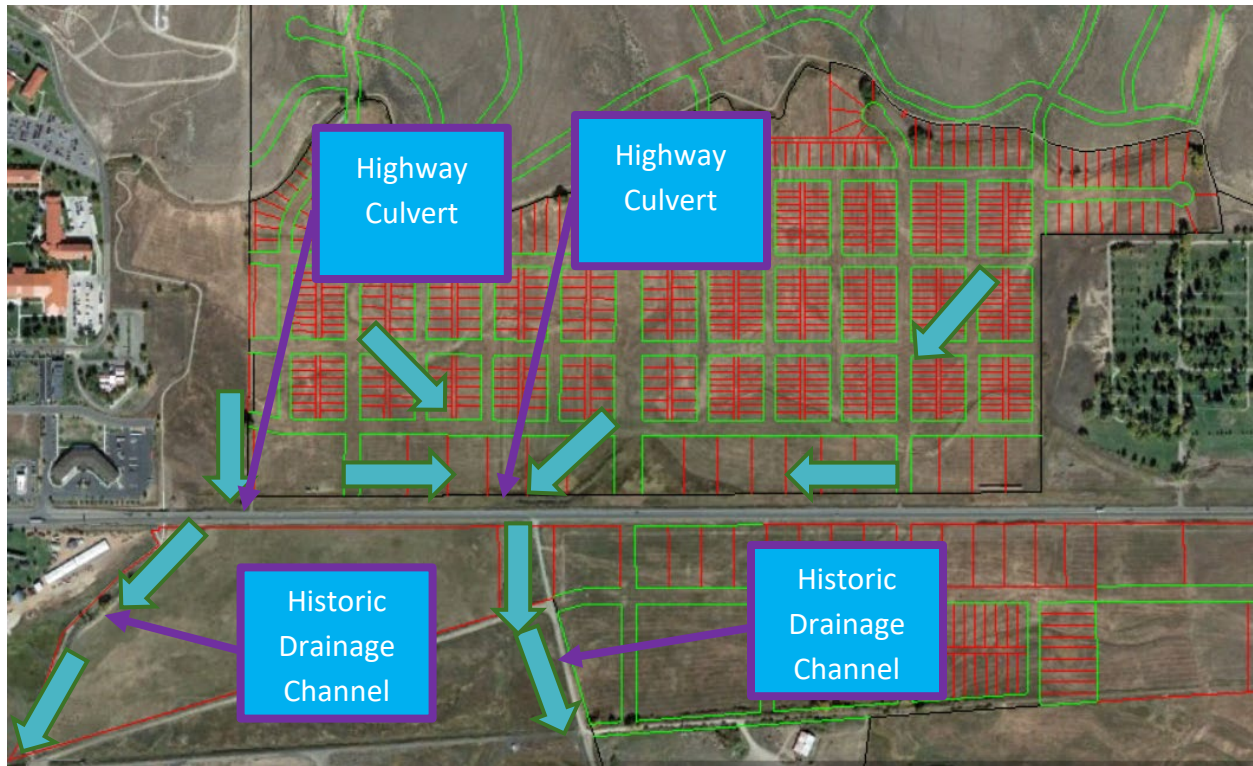 Highway
Culvert
Highway
Culvert
Historic
Drainage
Channel
Historic
Drainage
Channel